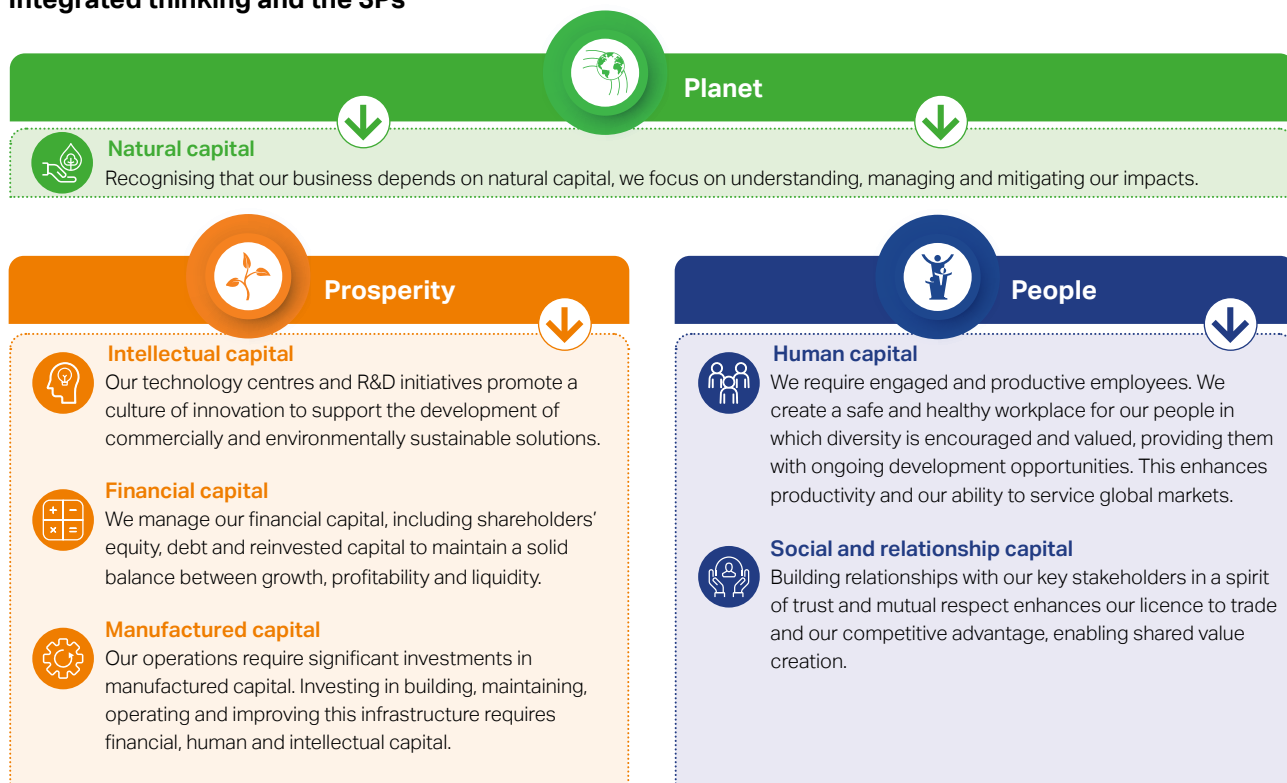 Integrated thinking and the 3Ps
Planet
Natural capital
Recognising that our business depends on natural capital, we focus on understanding, managing and mitigating our impacts.
Prosperity
Intellectual capital
Our technology centres and R&D initiatives promote a
culture of innovation to support the development of
commercially and environmentally sustainable solutions.
Financial capital
We manage our financial capital, including shareholders’
equity, debt and reinvested capital to maintain a solid
balance between growth, profitability and liquidity.
Manufactured capital
Our operations require significant investments in
manufactured capital. Investing in building, maintaining,
operating and improving this infrastructure requires
financial, human and intellectual capital.
People
Human capital
We require engaged and productive employees. We
create a safe and healthy workplace for our people in
which diversity is encouraged and valued, providing them
with ongoing development opportunities. This enhances
productivity and our ability to service global markets.
Social and relationship capital
Building relationships with our key stakeholders in a spirit
of trust and mutual respect enhances our licence to trade
and our competitive advantage, enabling shared value
creation.